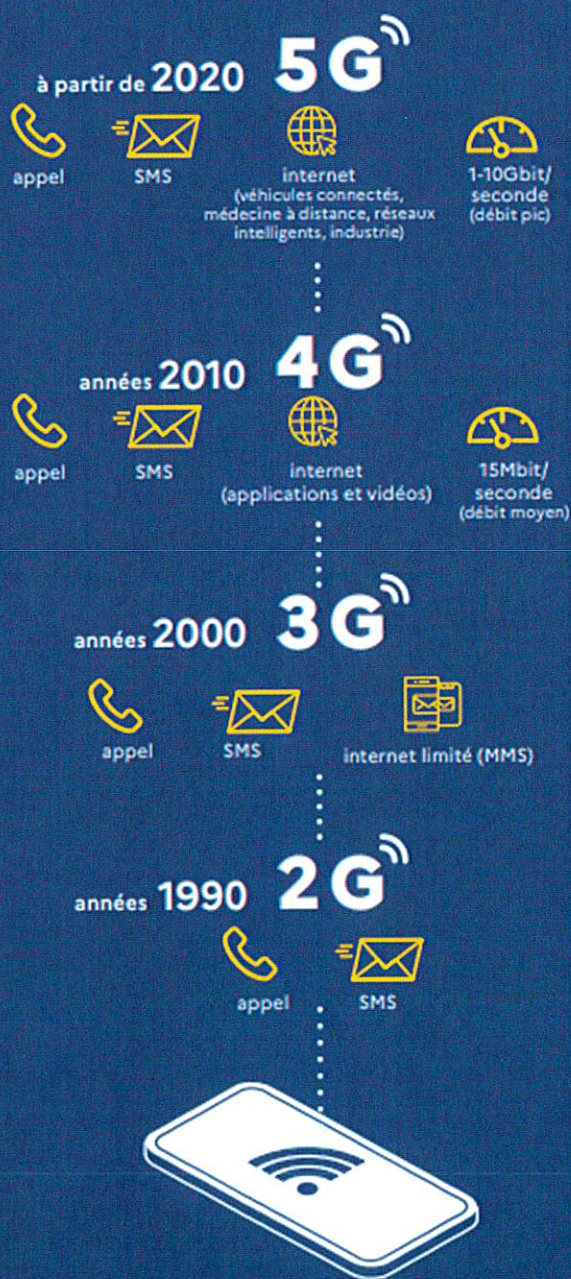 à partir de 2020 5G
appel
SMS
internet
(véhicules connectés,
médecine à distance, réseaux
intelligents, industrie)
1-10Gbit/
seconde
(débit pic)
années 2010 4G
appel
SMS
internet
(applications et vidéos)
15Mbit/
seconde
(débit moyen)
années 2000 3G
appel
SMS
internet limité (MMS)
années 1990 2G
appel
SMS